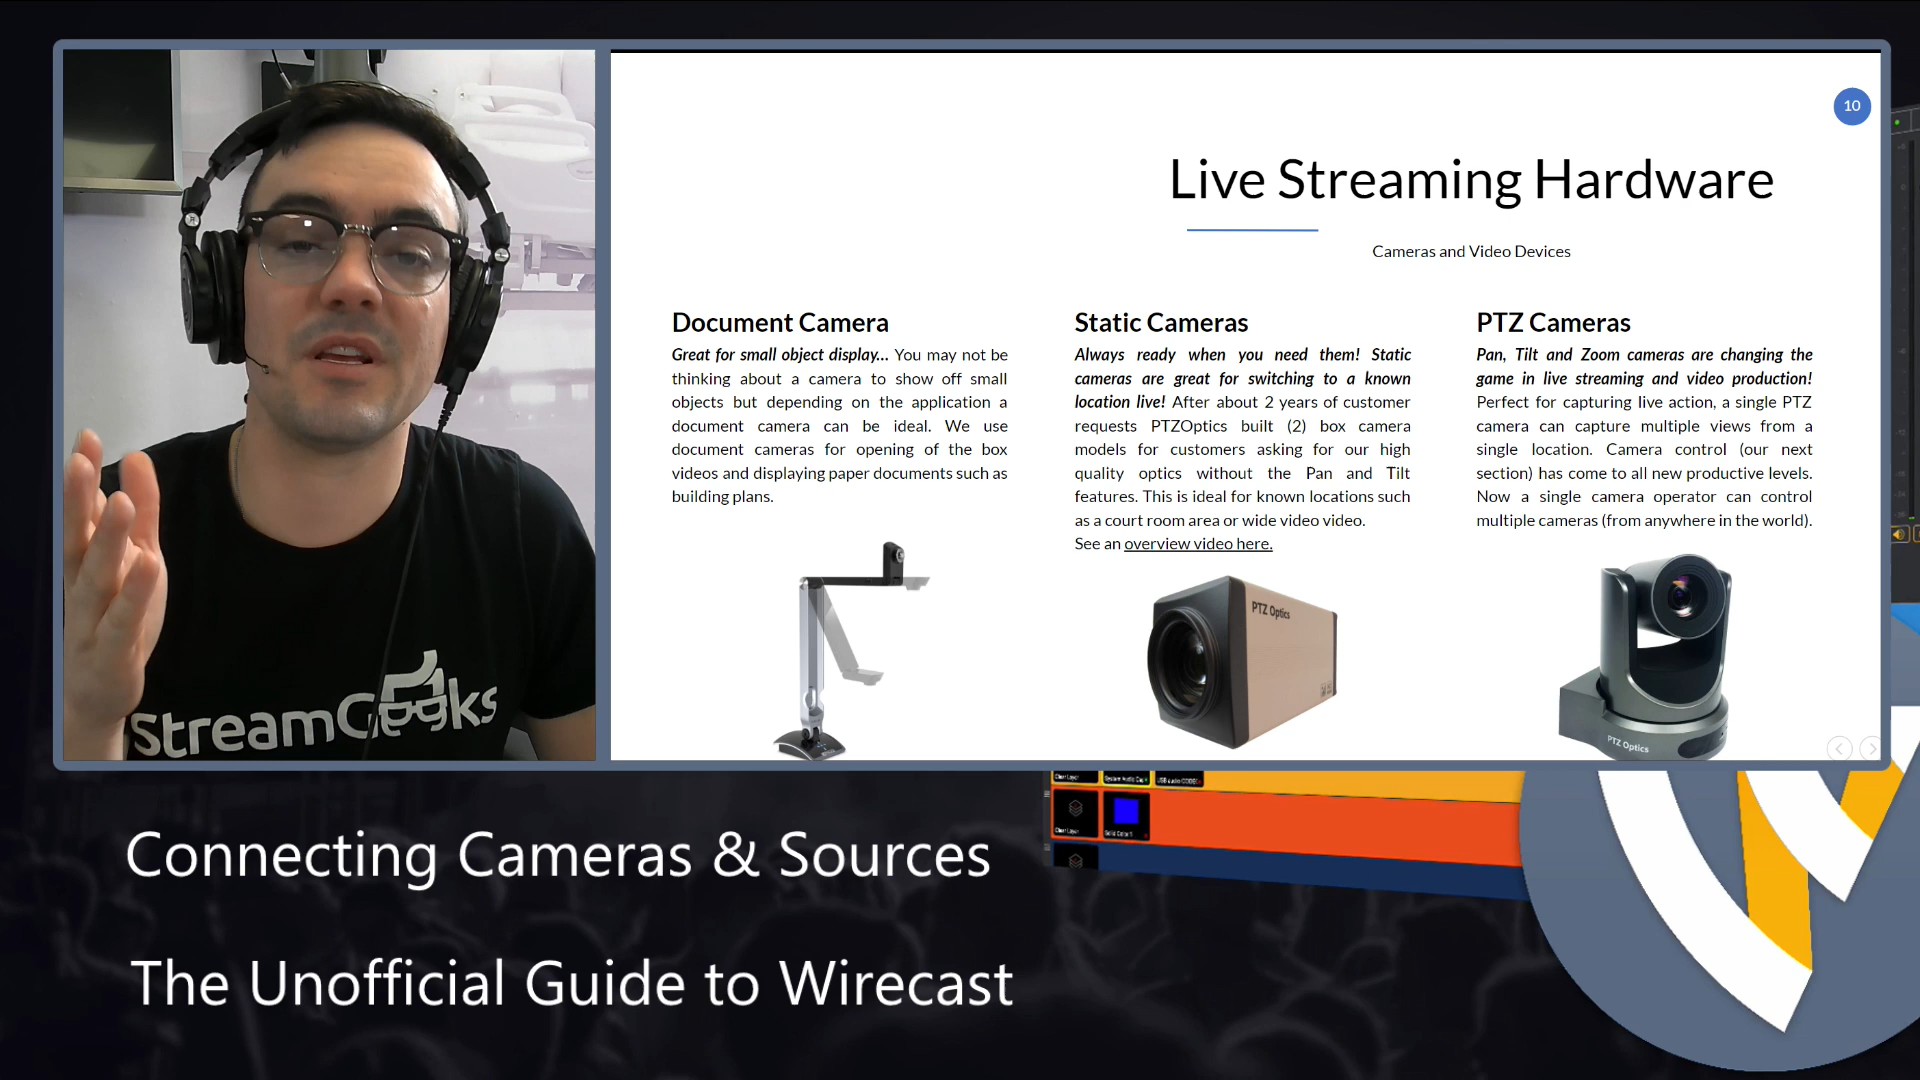 10
Live Streaming Hardware
Cameras and Video Devices
Document Camera
Great for small object display... You may not be
thinking about a camera to show off small
objects but depending on the application a
document camera can be ideal. We use
document cameras for opening of the box
videos and displaying paper documents such as
building plans.
Static Cameras
Always ready when you need them! Static
cameras are great for switching to a known
location live! After about 2 years of customer
requests PTZOptics built (2) box camera
models for customers asking for our high
quality optics without the Pan and Tilt
features. This is ideal for known locations such
as a court room area or wide video video.
See an overview video here.
PTZ Cameras
Pan, Tilt and Zoom cameras are changing the
game in live streaming and video production!
Perfect for capturing live action, a single PTZ
camera can capture multiple views from a
single location. Camera control (our next
section) has come to all new productive levels.
Now a single camera operator can control
multiple cameras (from anywhere in the world).
PTZ Optics
PTZ Optics
StreamGeeks
Clear Layer
Clear Layer
Solid Color 1
Connecting Cameras & Sources
The Unofficial Guide to Wirecast